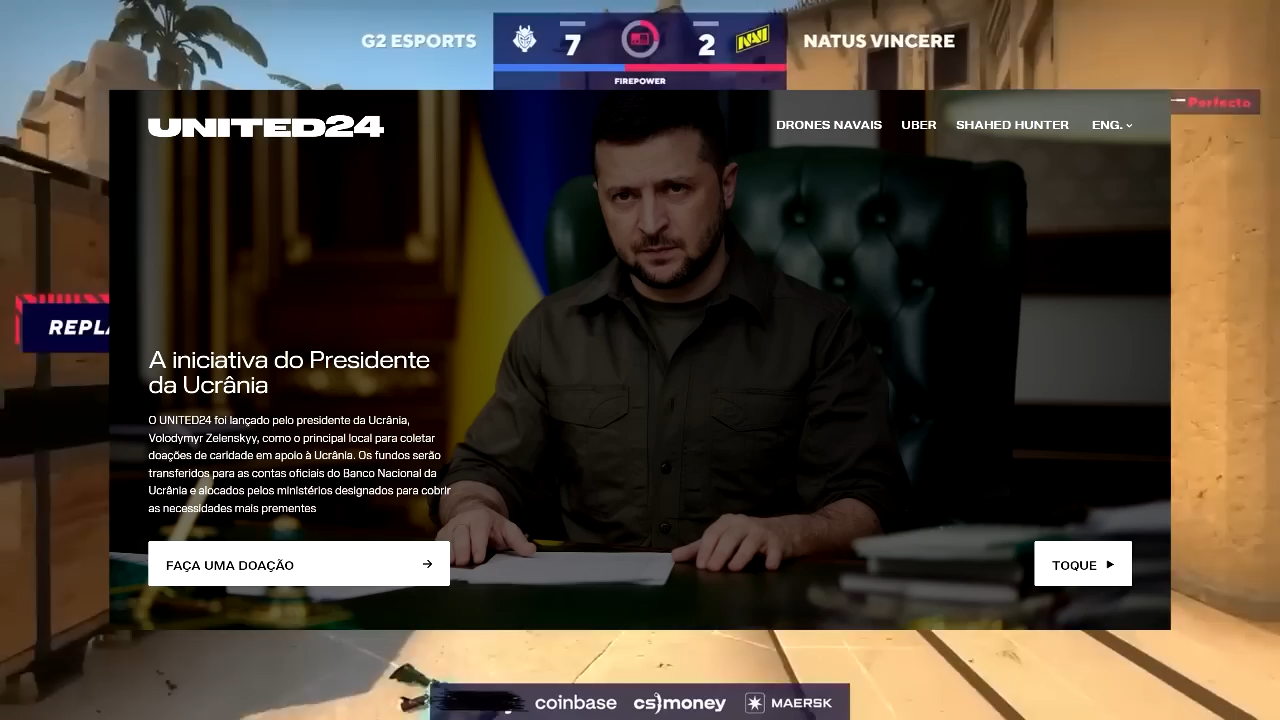 G2 ESPORTS
7
2
NATUS VINCERE
FIREPOWER
Perfecto
UNITED24
DRONES NAVAIS
UBER
SHAHED HUNTER
ENG.
REPLA
A iniciativa do Presidente
da Ucrânia
O UNITED24 foi lançado pelo presidente da Ucrânia,
Volodymyr Zelenskyy, como o principal local para coletar
doações de caridade em apoio à Ucrânia. Os fundos serão
transferidos para as contas oficiais do Banco Nacional da
Ucrânia e alocados pelos ministérios designados para cobrir
as necessidades mais prementes
FAÇA UMA DOAÇÃO
TOQUE
coinbase
cs money
MAERSK